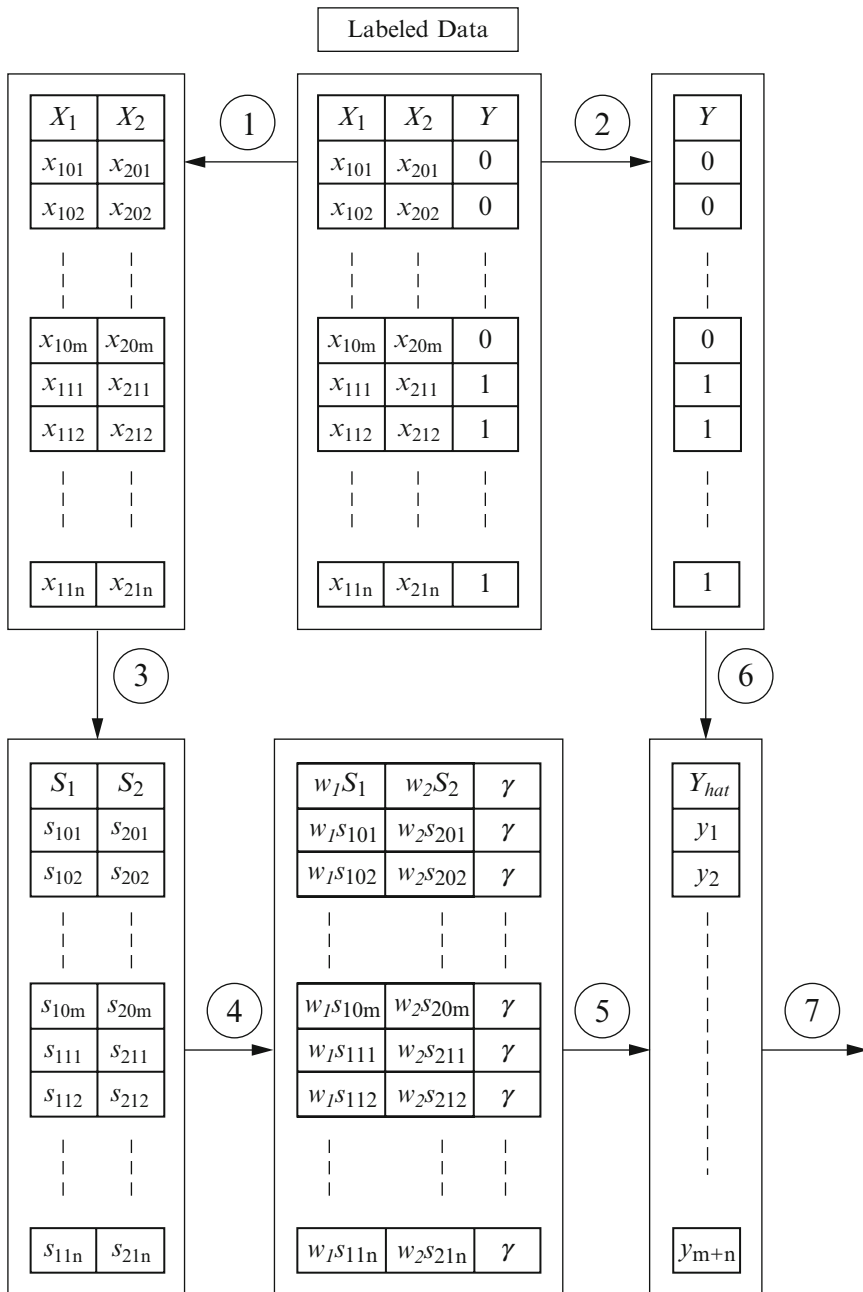 Labeled Data
X₁ X₂ 1 X₁ X₂ Y 2 Y
x₁₀₁ x₂₀₁ x₁₀₁ x₂₀₁ 0 0
x₁₀₂ x₂₀₂ x₁₀₂ x₂₀₂ 0 0
x₁₀ₘ x₂₀ₘ x₁₀ₘ x₂₀ₘ 0 0
x₁₁₁ x₂₁₁ x₁₁₁ x₂₁₁ 1 1
x₁₁₂ x₂₁₂ x₁₁₂ x₂₁₂ 1 1
x₁₁ₙ x₂₁ₙ x₁₁ₙ x₂₁ₙ 1 1
3 6
S₁ S₂ w₁S₁ w₂S₂ γ Y_hat
s₁₀₁ s₂₀₁ w₁s₁₀₁ w₂s₂₀₁ γ y₁
s₁₀₂ s₂₀₂ w₁s₁₀₂ w₂s₂₀₂ γ y₂
s₁₀ₘ s₂₀ₘ 4 w₁s₁₀ₘ w₂s₂₀ₘ γ 5 7
s₁₁₁ s₂₁₁ w₁s₁₁₁ w₂s₂₁₁ γ
s₁₁₂ s₂₁₂ w₁s₁₁₂ w₂s₂₁₂ γ
s₁₁ₙ s₂₁ₙ w₁s₁₁ₙ w₂s₂₁ₙ γ yₘ₊ₙ